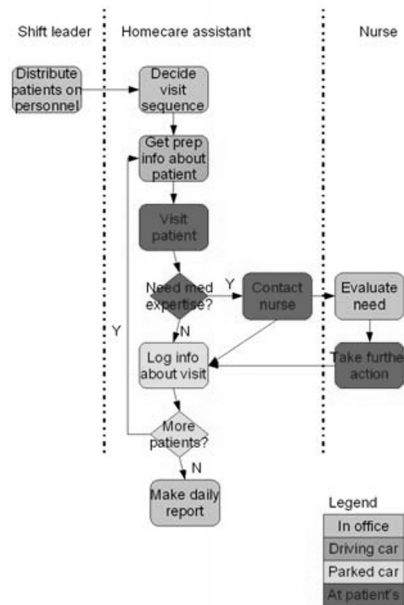 Shift leader
Homecare assistant
Nurse
Distribute
patients on
personnel
Decide
visit
sequence
Get prep
info about
patient
Visit
patient
Need med
expertise?
Y
Contact
nurse
Evaluate
need
N
Y
Log info
about visit
Take further
action
More
patients?
N
Make daily
report
Legend
In office
Driving car
Parked car
At patient's